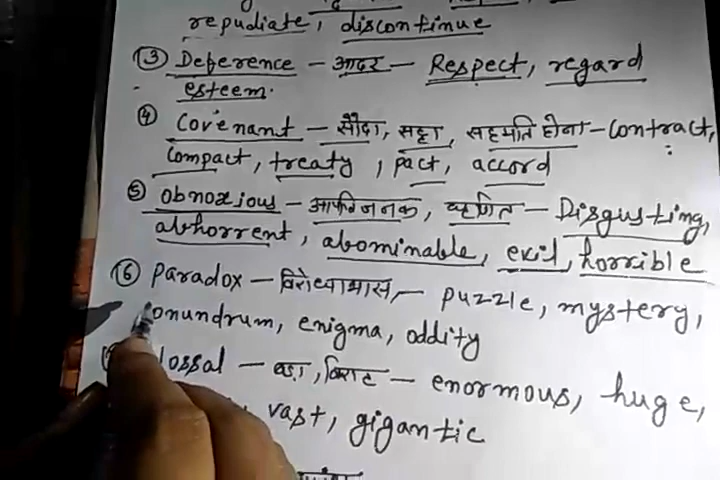 repudiate, discontinue
③ Deference – आदर – Respect, regard
esteem.
④ Covenant – सौदा, सट्टा, सहमति होना – Contract,
compact, treaty, pact, accord
⑤ Obnoxious – आपत्तिजनक, घृणित – Disgusting,
abhorrent, abominable, evil, horrible
⑥ Paradox – विरोधाभास, – puzzle, mystery,
conundrum, enigma, oddity
lossal – बड़ा, विराट – enormous, huge,
vast, gigantic